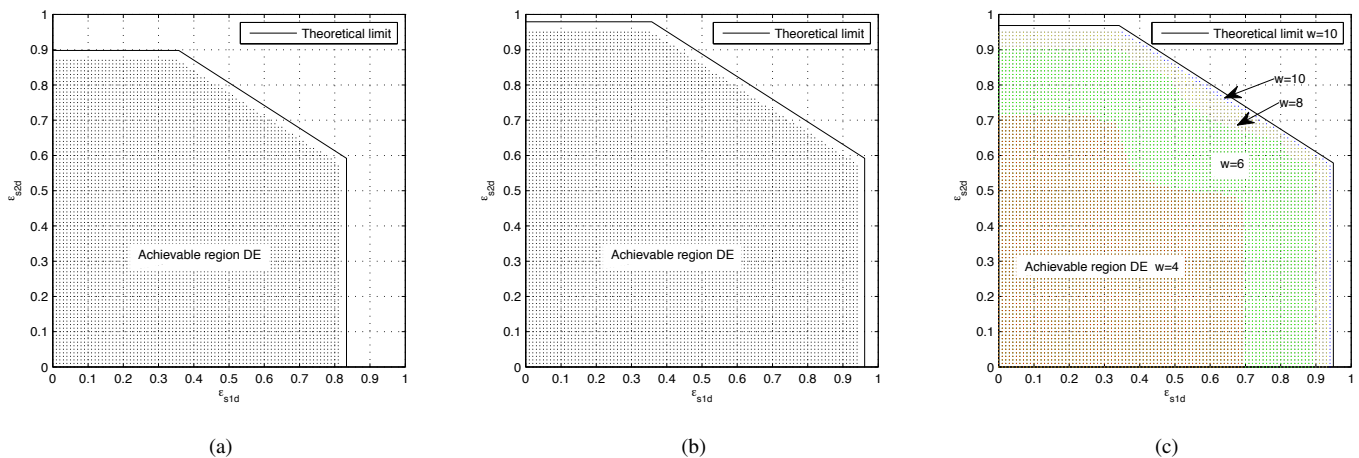 1
0.9
0.8
0.7
0.6
0.5
0.4
0.3
0.2
0.1
0
ε_s2d
Theoretical limit
Achievable region DE
0 0.1 0.2 0.3 0.4 0.5 0.6 0.7 0.8 0.9 1
ε_s1d
(a)
1
0.9
0.8
0.7
0.6
0.5
0.4
0.3
0.2
0.1
0
ε_s2d
Theoretical limit
Achievable region DE
0 0.1 0.2 0.3 0.4 0.5 0.6 0.7 0.8 0.9 1
ε_s1d
(b)
1
0.9
0.8
0.7
0.6
0.5
0.4
0.3
0.2
0.1
0
ε_s2d
Theoretical limit w=10
w=10
w=8
w=6
Achievable region DE w=4
0 0.1 0.2 0.3 0.4 0.5 0.6 0.7 0.8 0.9 1
ε_s1d
(c)